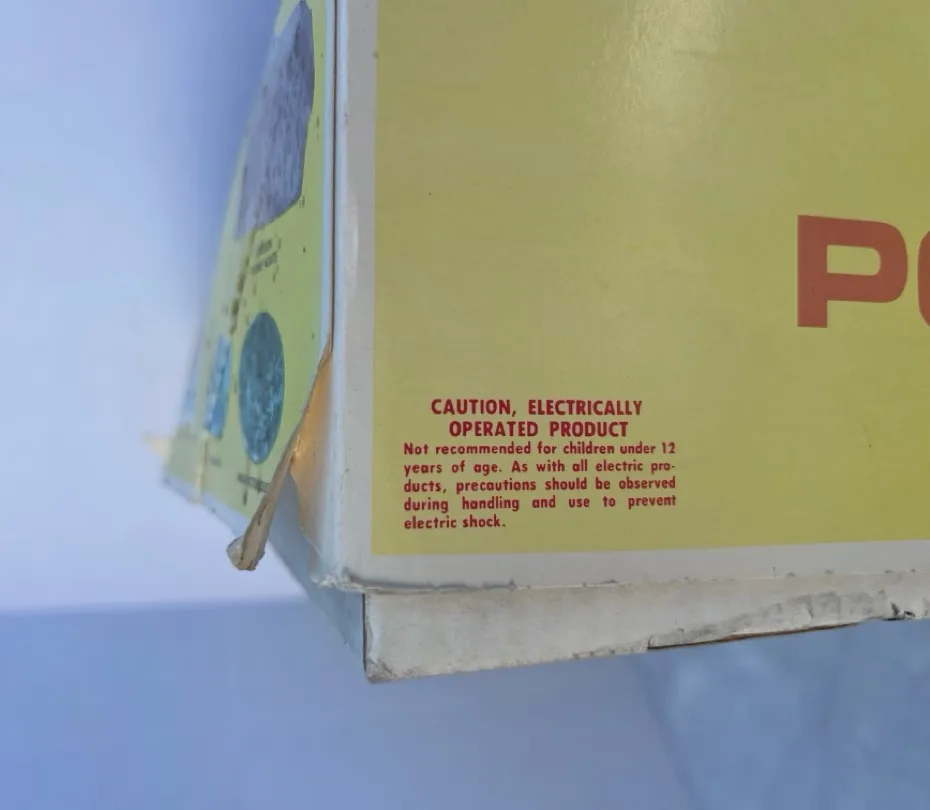 PO
CAUTION, ELECTRICALLY
OPERATED PRODUCT
Not recommended for children under 12
years of age. As with all electric pro-
ducts, precautions should be observed
during handling and use to prevent
electric shock.